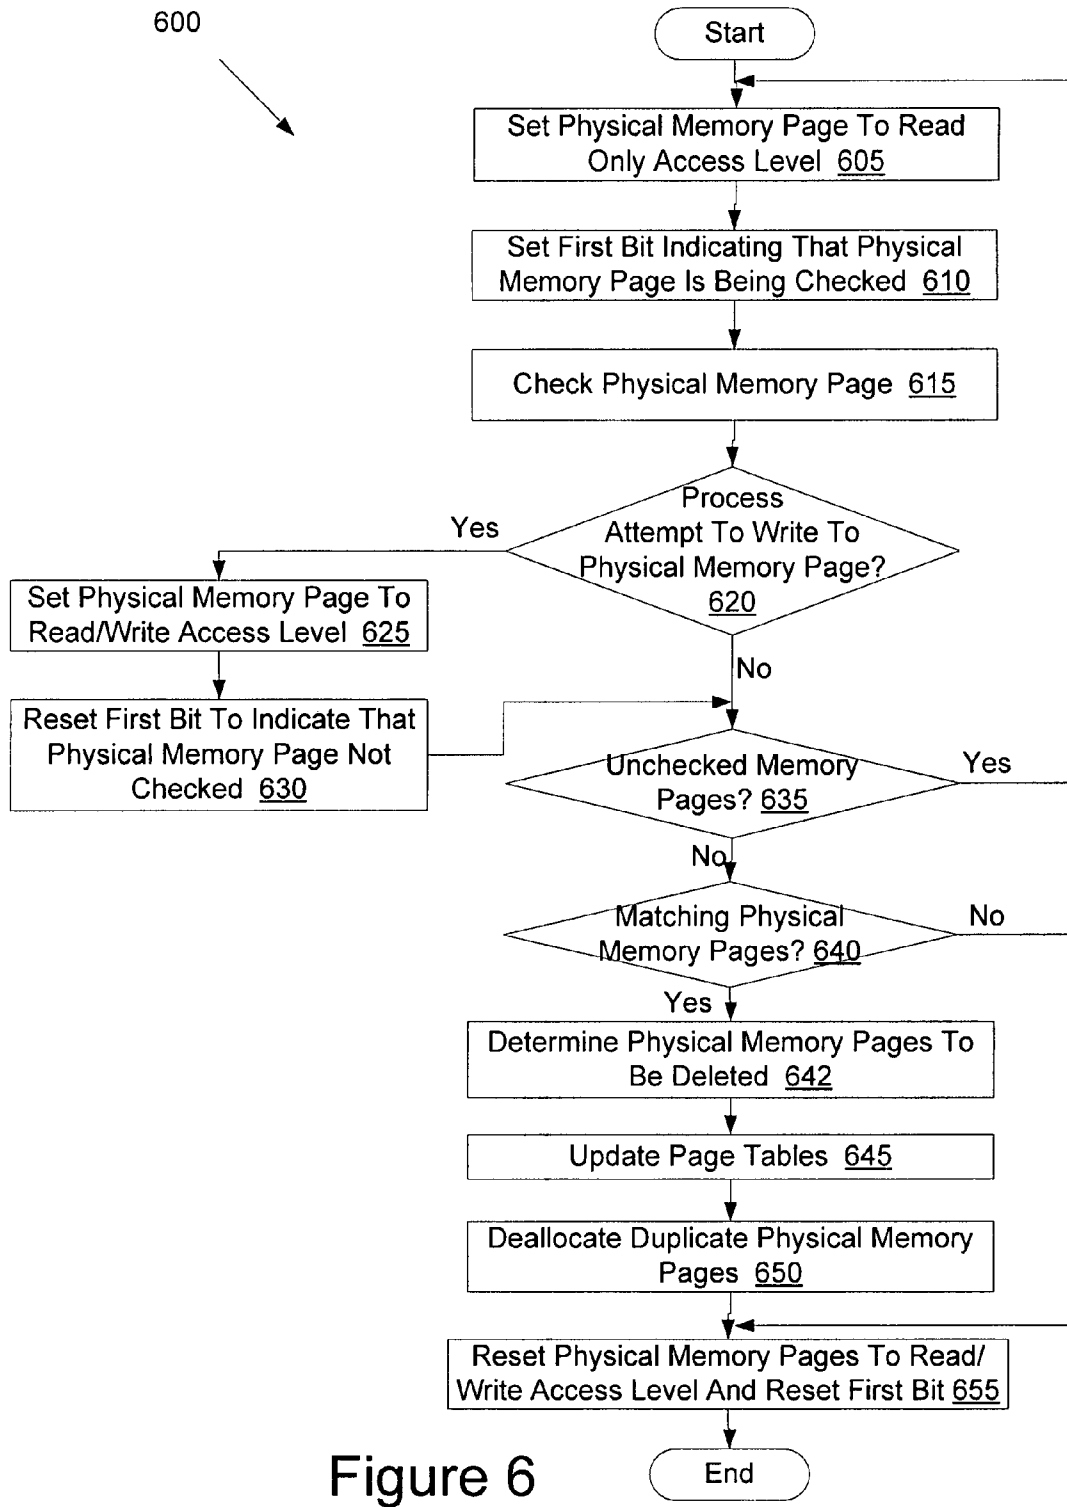 600
Start
Set Physical Memory Page To Read
Only Access Level 605
Set First Bit Indicating That Physical
Memory Page Is Being Checked 610
Check Physical Memory Page 615
Process
Attempt To Write To
Physical Memory Page?
620
Yes
No
Set Physical Memory Page To
Read/Write Access Level 625
Reset First Bit To Indicate That
Physical Memory Page Not
Checked 630
Unchecked Memory
Pages? 635
Yes
No
Matching Physical
Memory Pages? 640
No
Yes
Determine Physical Memory Pages To
Be Deleted 642
Update Page Tables 645
Deallocate Duplicate Physical Memory
Pages 650
Reset Physical Memory Pages To Read/
Write Access Level And Reset First Bit 655
End
Figure 6